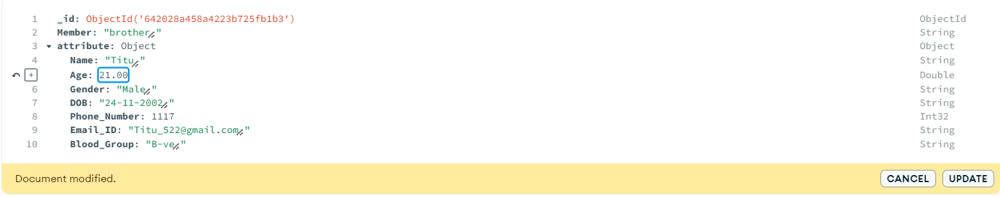 1 _id: ObjectId('642028a458a4223b725fb1b3') ObjectId
2 Member: "brother" String
3 attribute: Object Object
4 Name: "Titu" String
+ Age: 21.00 Double
6 Gender: "Male" String
7 DOB: "24-11-2002" String
8 Phone_Number: 1117 Int32
9 Email_ID: "Titu_522@gmail.com" String
10 Blood_Group: "B-ve" String
Document modified. CANCEL UPDATE